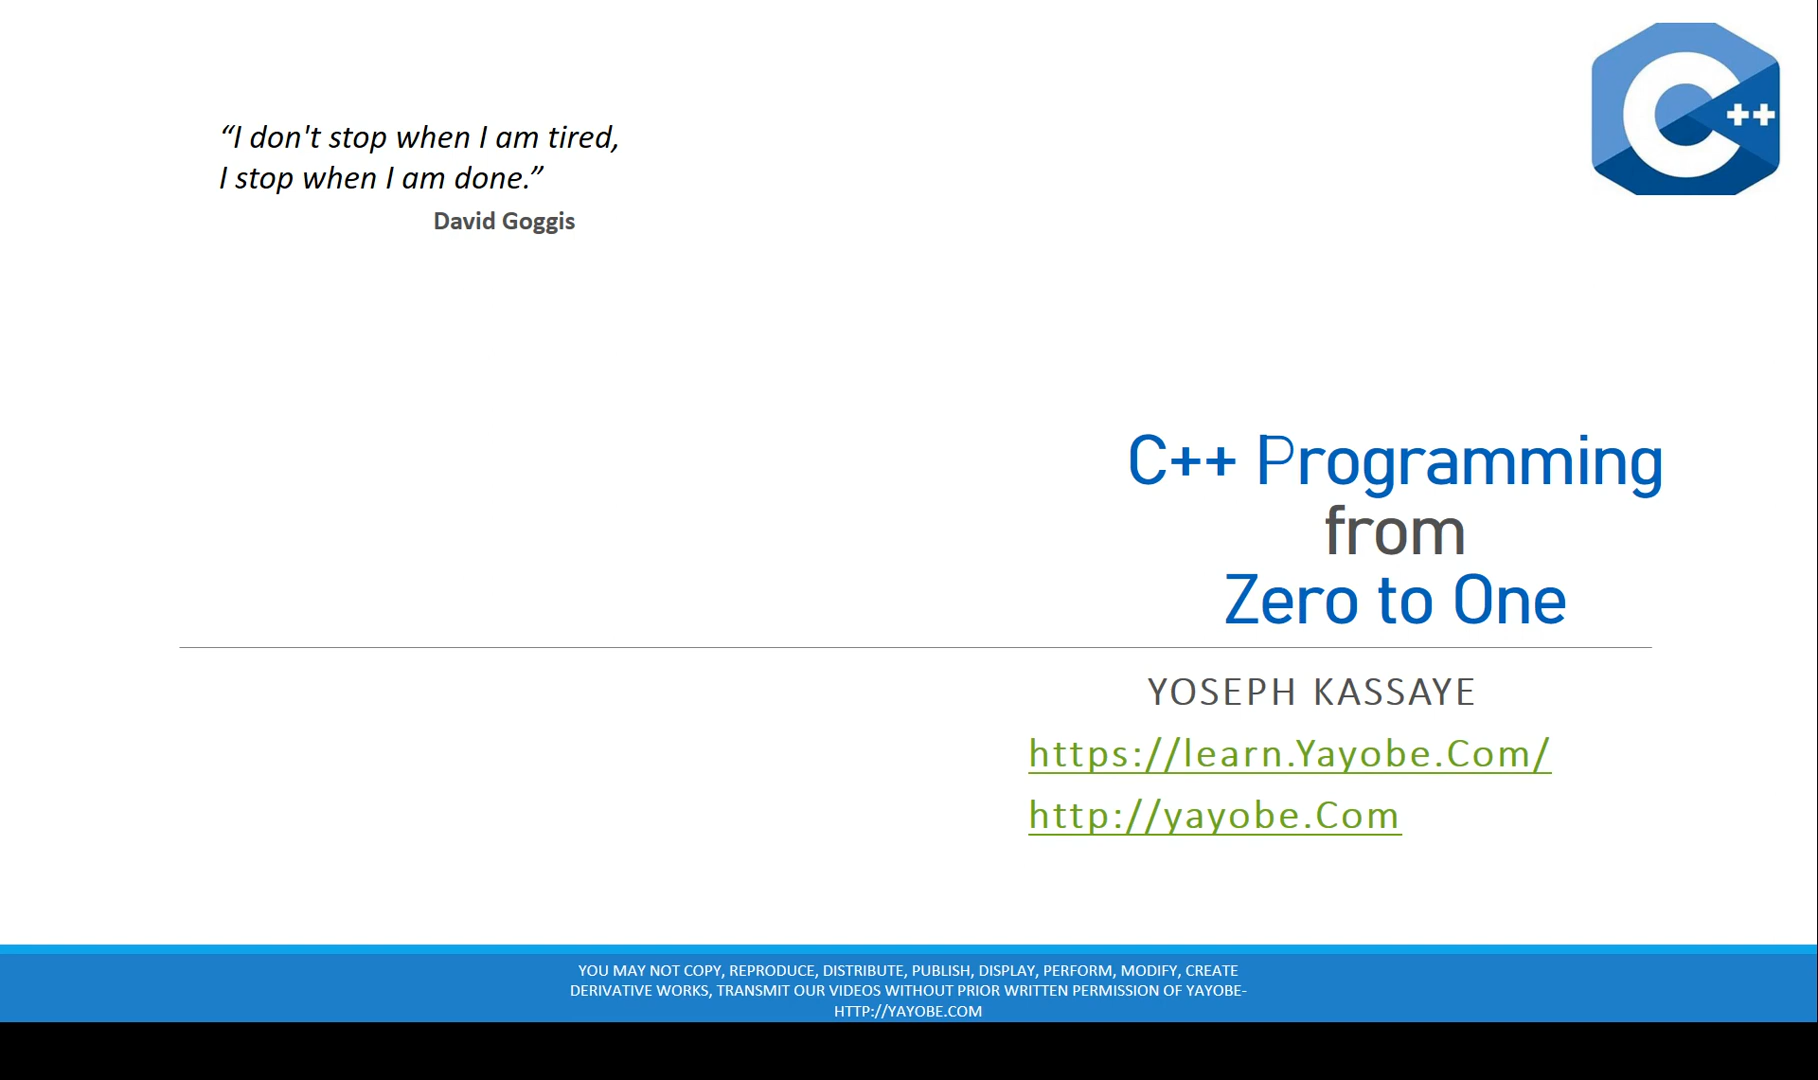 “I don't stop when I am tired,
I stop when I am done.”
David Goggis
C++
C++ Programming
from
Zero to One
YOSEPH KASSAYE
https://learn.Yayobe.Com/
http://yayobe.Com
YOU MAY NOT COPY, REPRODUCE, DISTRIBUTE, PUBLISH, DISPLAY, PERFORM, MODIFY, CREATE
DERIVATIVE WORKS, TRANSMIT OUR VIDEOS WITHOUT PRIOR WRITTEN PERMISSION OF YAYOBE-
HTTP://YAYOBE.COM